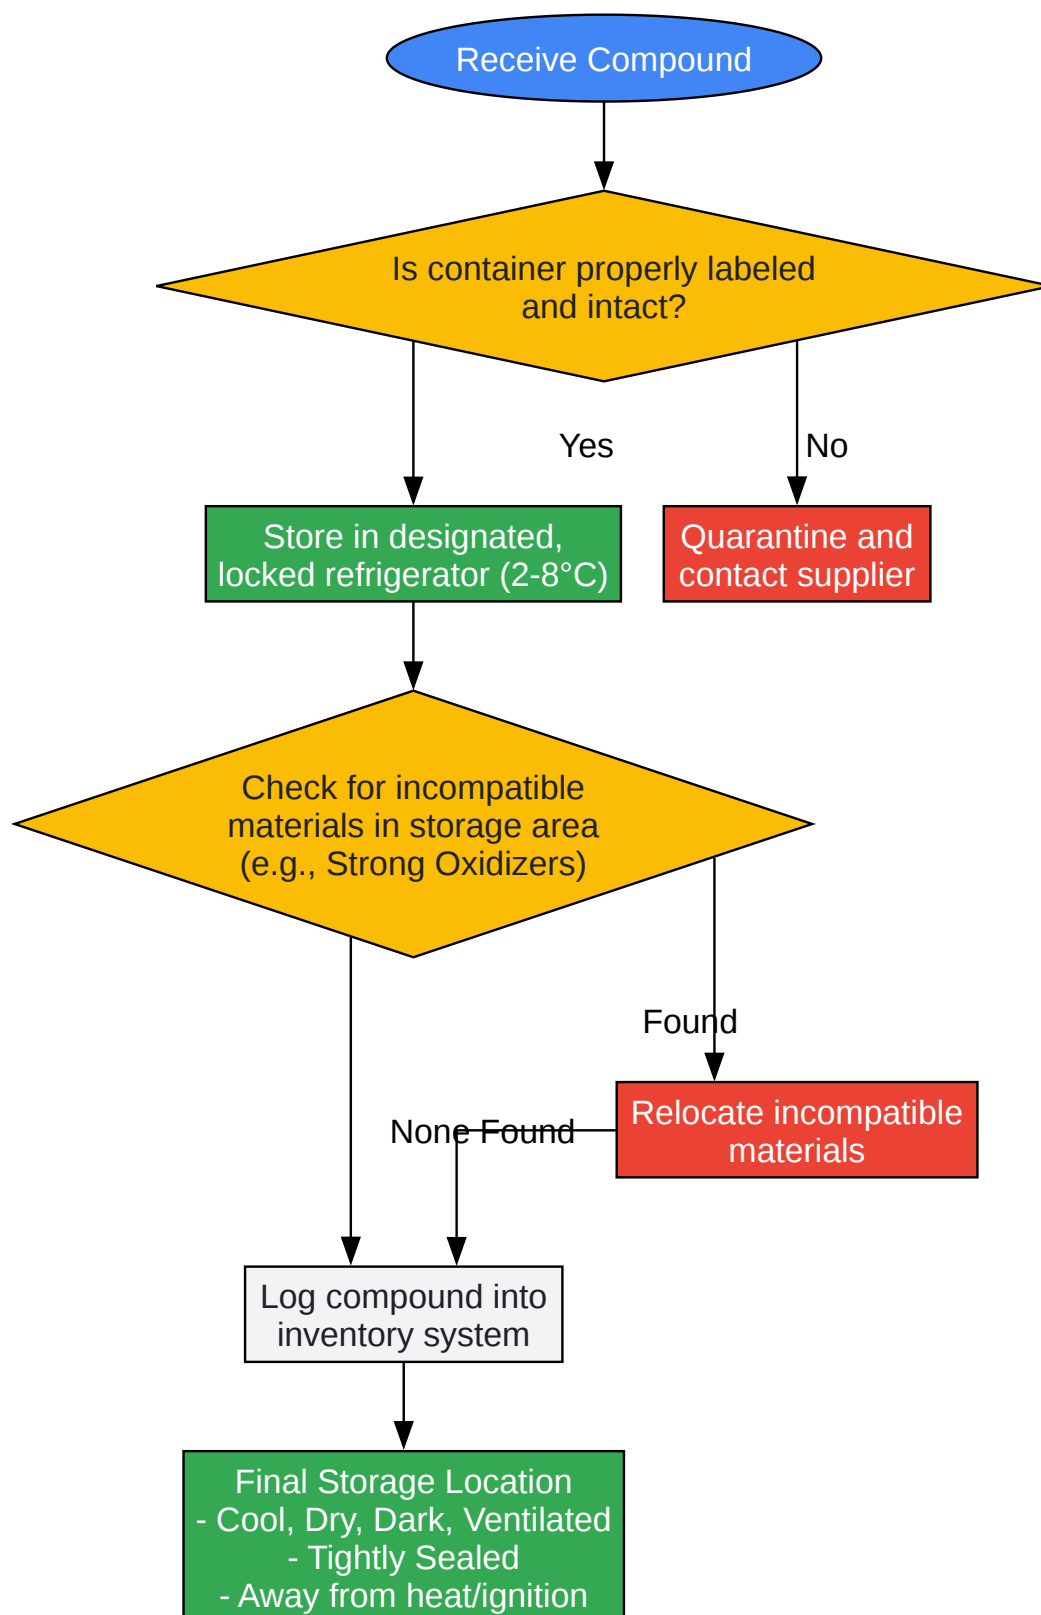 Receive Compound
Is container properly labeled
and intact?
Yes
No
Store in designated,
locked refrigerator (2-8°C)
Quarantine and
contact supplier
Check for incompatible
materials in storage area
(e.g., Strong Oxidizers)
Found
None Found
Relocate incompatible
materials
Log compound into
inventory system
Final Storage Location
- Cool, Dry, Dark, Ventilated
- Tightly Sealed
- Away from heat/ignition